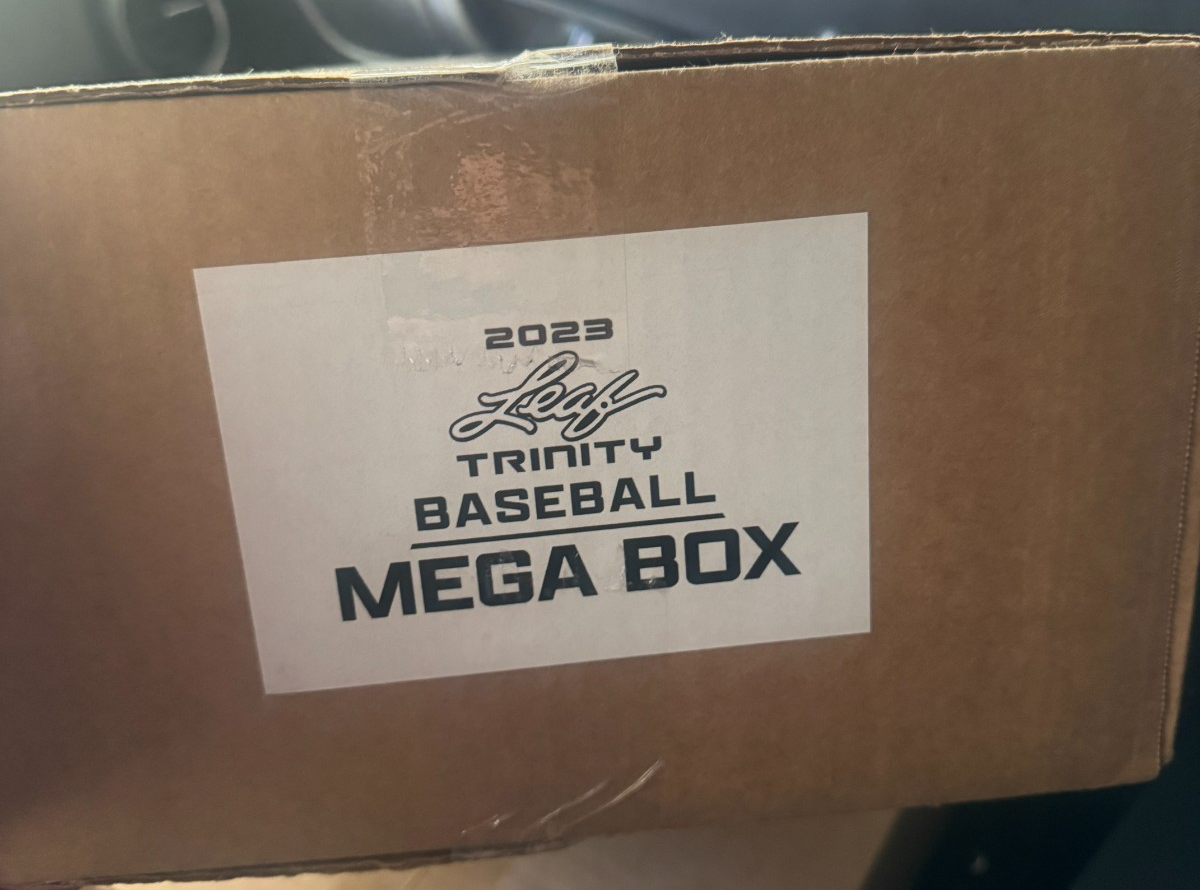 2023
Leaf
TRINITY
BASEBALL
MEGA BOX